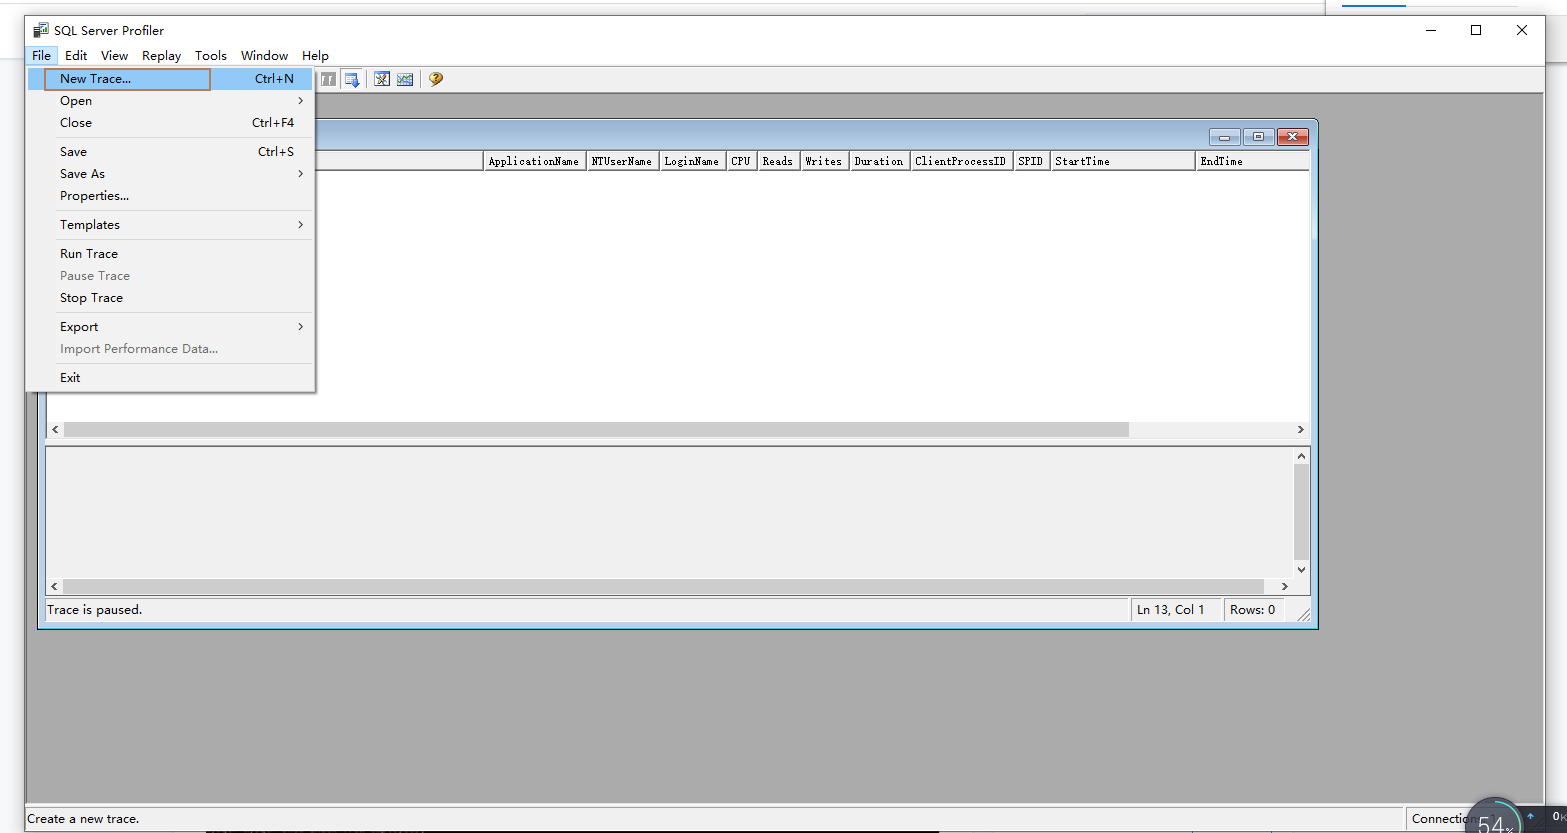 SQL Server Profiler
File Edit View Replay Tools Window Help
New Trace... Ctrl+N
Open
Close Ctrl+F4
Save Ctrl+S
Save As
Properties...
Templates
Run Trace
Pause Trace
Stop Trace
Export
Import Performance Data...
Exit
ApplicationName NTUserName LoginName CPU Reads Writes Duration ClientProcessID SPID StartTime EndTime
Trace is paused. Ln 13, Col 1 Rows: 0
Create a new trace.
54%